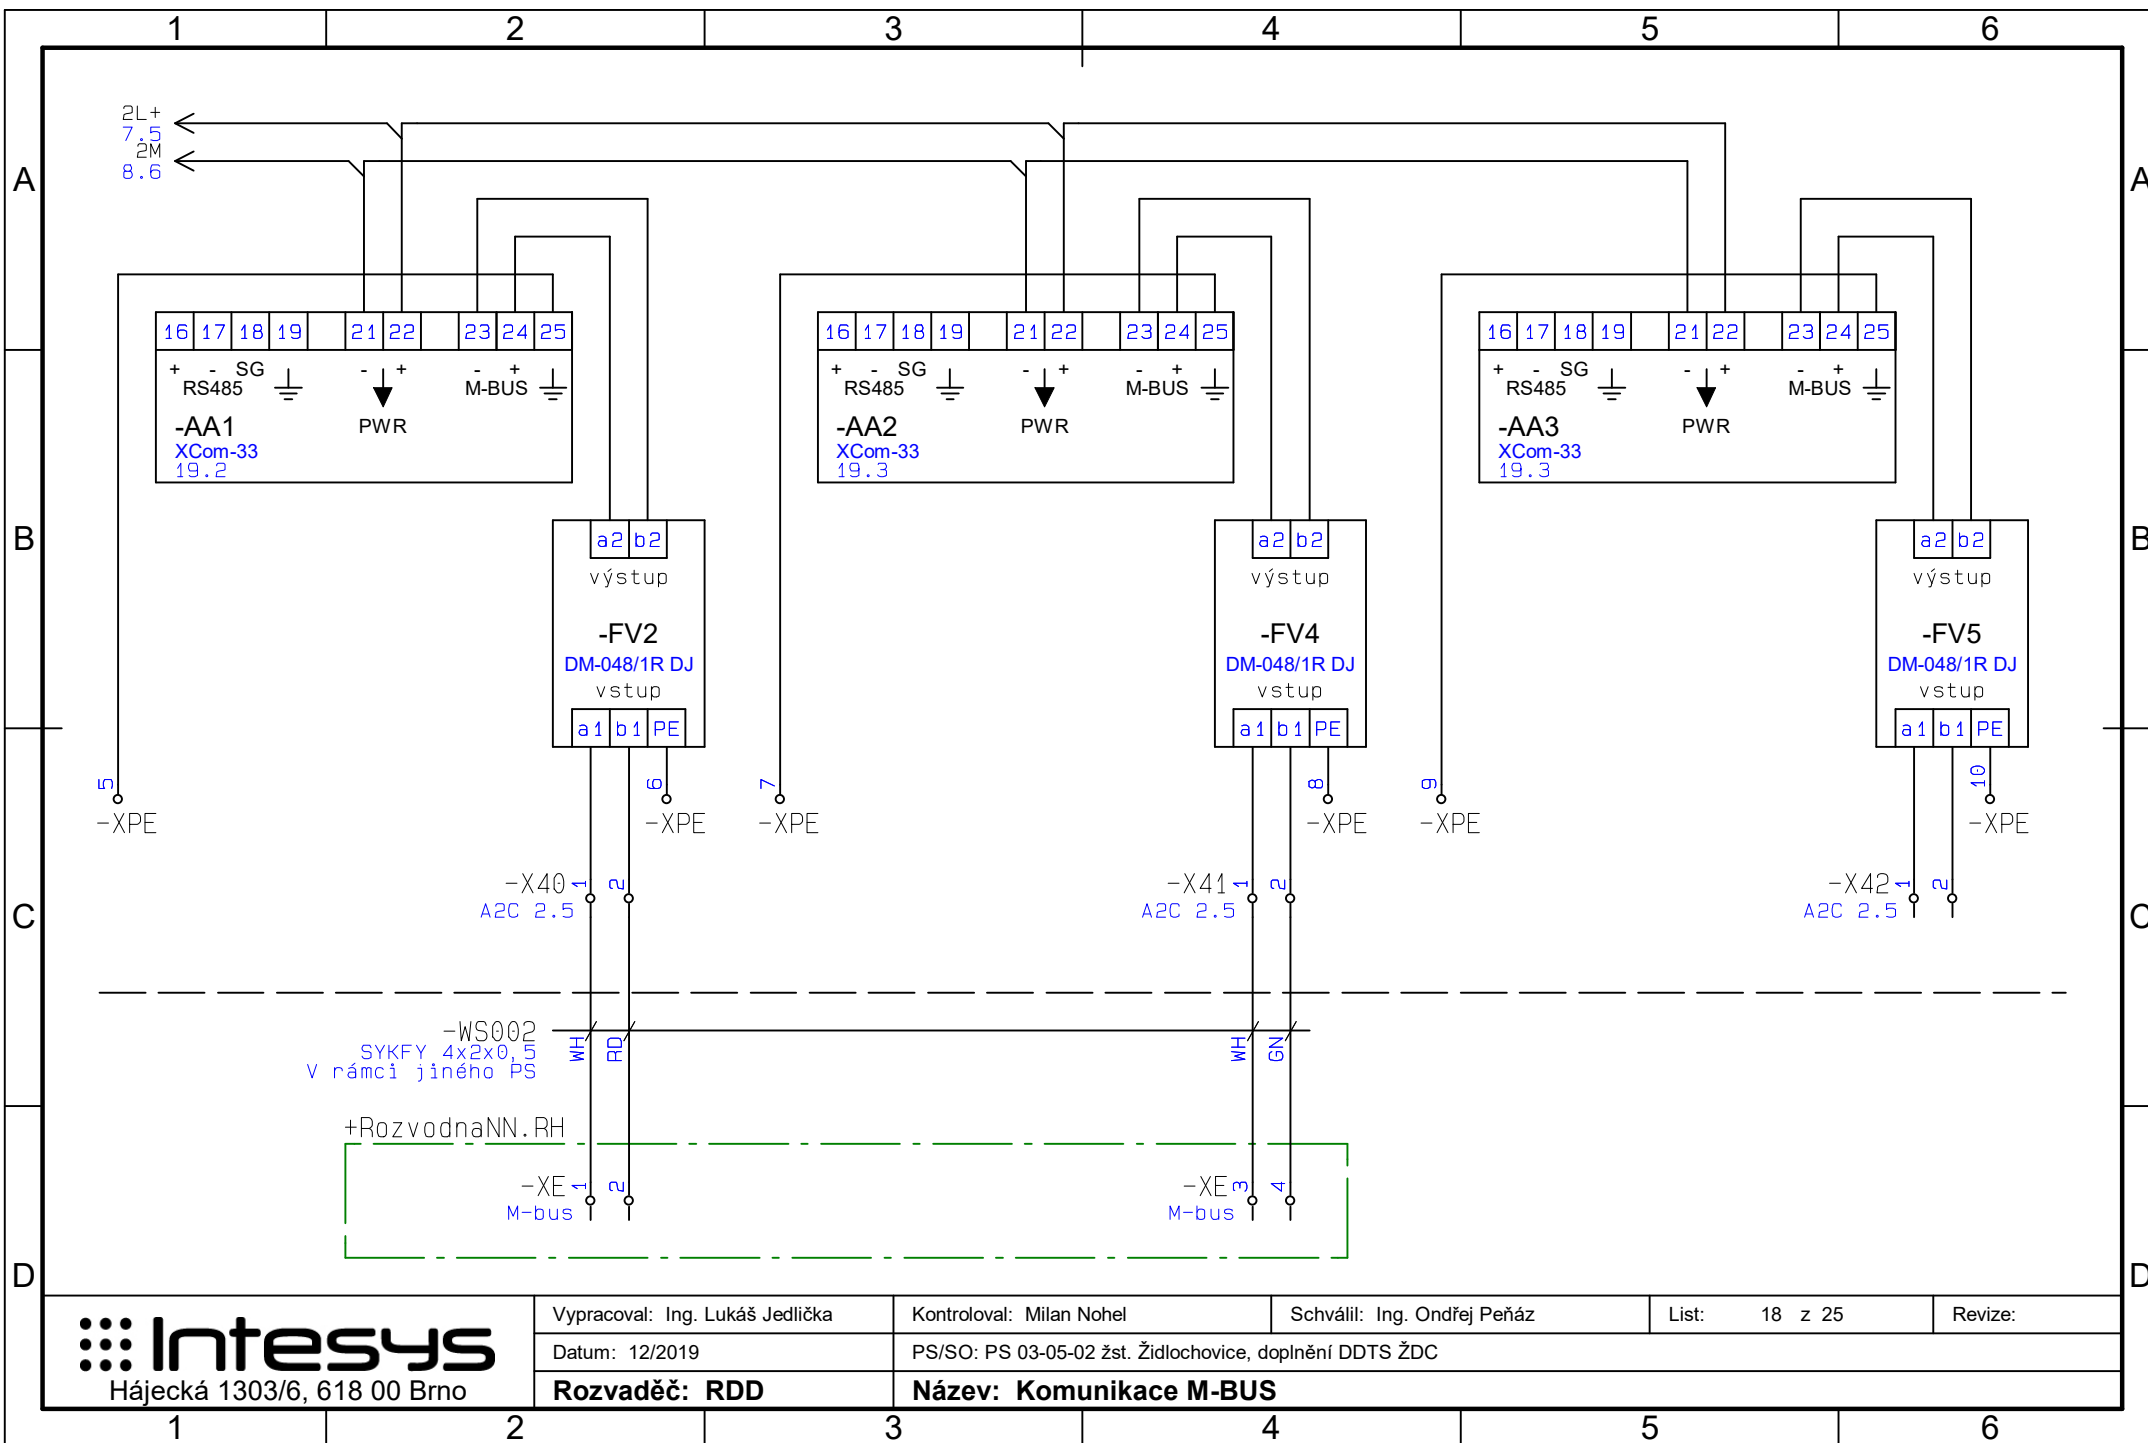 1 2 3 4 5 6
2L+
7.5
2M
8.6
A A
16 17 18 19 21 22 23 24 25 16 17 18 19 21 22 23 24 25 16 17 18 19 21 22 23 24 25
+ - SG - + - + + - SG - + - + + - SG - + - +
RS485 M-BUS RS485 M-BUS RS485 M-BUS
-AA1 PWR -AA2 PWR -AA3 PWR
XCom-33 XCom-33 XCom-33
19.2 19.3 19.3
B a2 b2 a2 b2 a2 b2 B
výstup výstup výstup
-FV2 -FV4 -FV5
DM-048/1R DJ DM-048/1R DJ DM-048/1R DJ
vstup vstup vstup
a1 b1 PE a1 b1 PE a1 b1 PE
5 6 7 8 9 10
-XPE -XPE -XPE -XPE -XPE -XPE
-X40 1 2 -X41 1 2 -X42 1 2
A2C 2.5 A2C 2.5 A2C 2.5
C C
-WS002
SYKFY 4x2x0,5 WH RD WH GN
V rámci jiného PS
+RozvodnaNN.RH
-XE 1 2 -XE 3 4
M-bus M-bus
D D
Intesys
Hájecká 1303/6, 618 00 Brno
Vypracoval: Ing. Lukáš Jedlička Kontroloval: Milan Nohel Schválil: Ing. Ondřej Peňáz List: 18 z 25 Revize:
Datum: 12/2019 PS/SO: PS 03-05-02 žst. Židlochovice, doplnění DDTS ŽDC
Rozvaděč: RDD Název: Komunikace M-BUS
1 2 3 4 5 6